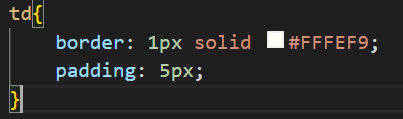 td{
border: 1px solid #FFFEF9;
padding: 5px;
}